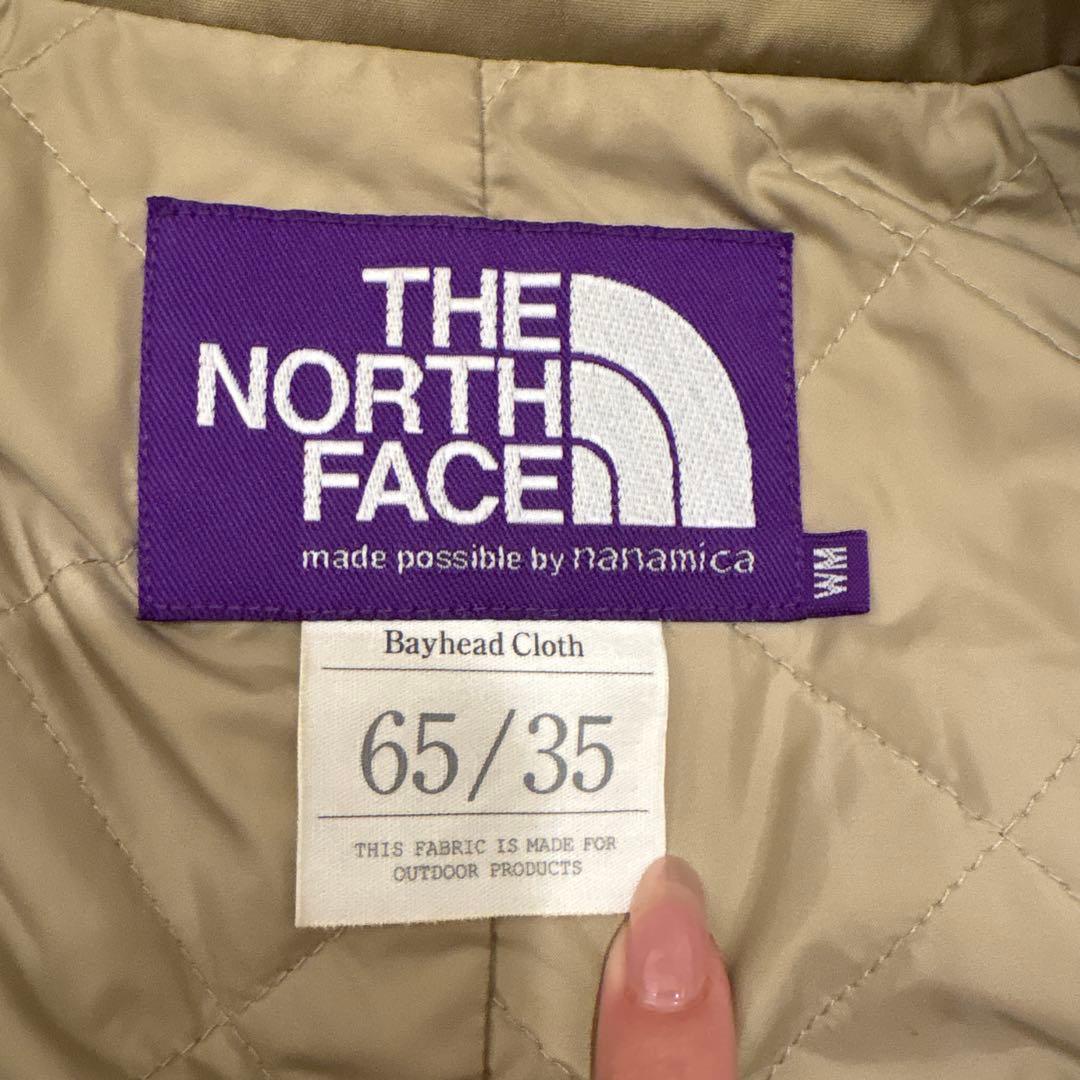 THE
NORTH
FACE
made possible by nanamica
WM
Bayhead Cloth
65/35
THIS FABRIC IS MADE FOR
OUTDOOR PRODUCTS